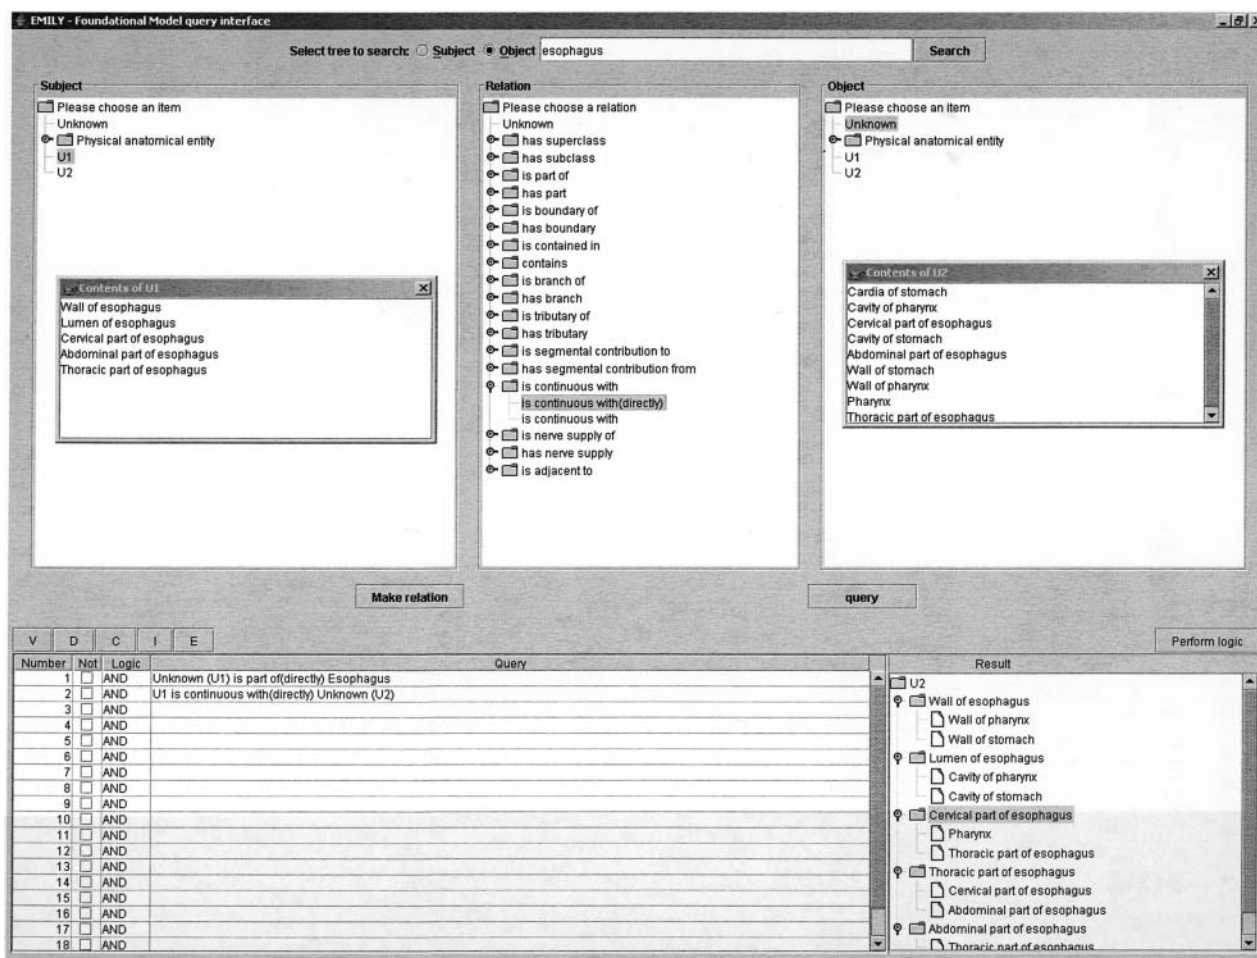 EMILY - Foundational Model query interface
Select tree to search: Subject Object esophagus Search
Subject
Please choose an item
Unknown
Physical anatomical entity
U1
U2
Contents of U1
Wall of esophagus
Lumen of esophagus
Cervical part of esophagus
Abdominal part of esophagus
Thoracic part of esophagus
Relation
Please choose a relation
Unknown
has superclass
has subclass
is part of
has part
is boundary of
has boundary
is contained in
contains
is branch of
has branch
is tributary of
has tributary
is segmental contribution to
has segmental contribution from
is continuous with
is continuous with(directly)
is continuous with
is nerve supply of
has nerve supply
is adjacent to
Object
Please choose an item
Unknown
Physical anatomical entity
U1
U2
Contents of U2
Cardia of stomach
Cavity of pharynx
Cervical part of esophagus
Cavity of stomach
Abdominal part of esophagus
Wall of stomach
Wall of pharynx
Pharynx
Thoracic part of esophagus
Make relation
query
V D C I E
Perform logic
Number Not Logic Query
1 AND Unknown (U1) is part of(directly) Esophagus
2 AND U1 is continuous with(directly) Unknown (U2)
3 AND
4 AND
5 AND
6 AND
7 AND
8 AND
9 AND
10 AND
11 AND
12 AND
13 AND
14 AND
15 AND
16 AND
17 AND
18 AND
Result
U2
Wall of esophagus
Wall of pharynx
Wall of stomach
Lumen of esophagus
Cavity of pharynx
Cavity of stomach
Cervical part of esophagus
Pharynx
Thoracic part of esophagus
Thoracic part of esophagus
Cervical part of esophagus
Abdominal part of esophagus
Abdominal part of esophagus
Thoracic part of esophagus